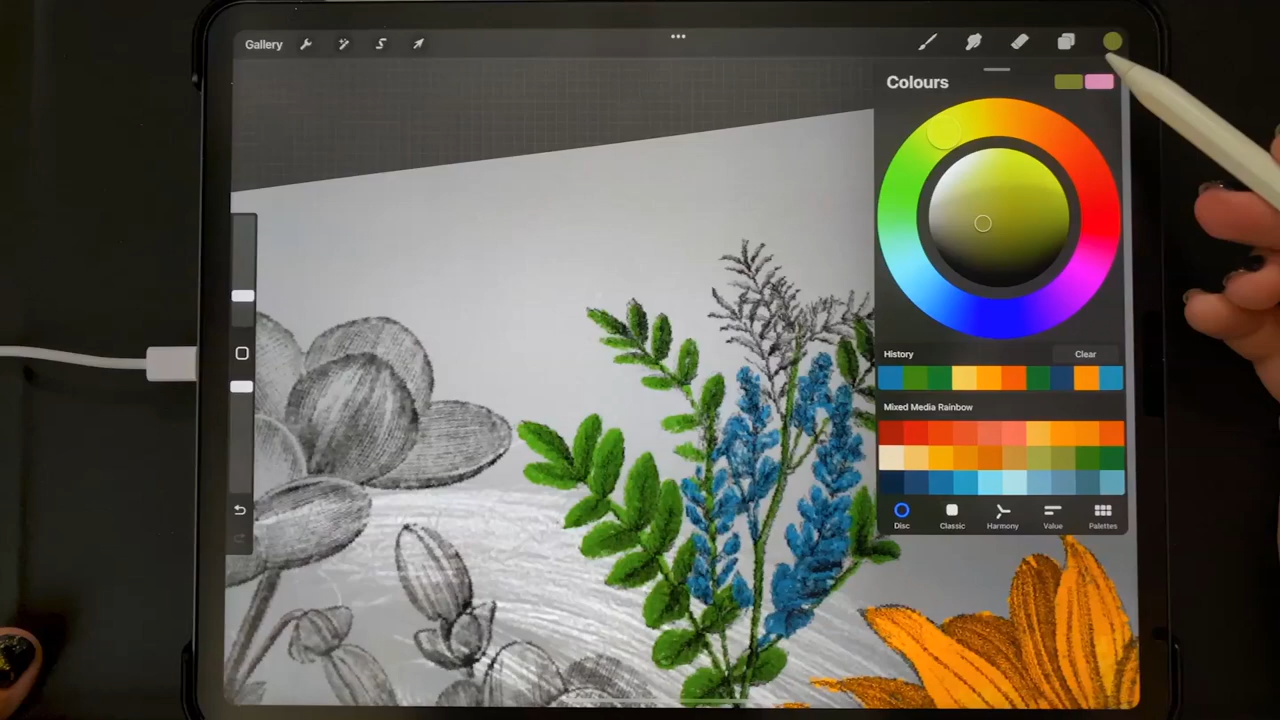 Gallery
Colours
History
Clear
Mixed Media Rainbow
Disc
Classic
Harmony
Value
Palettes